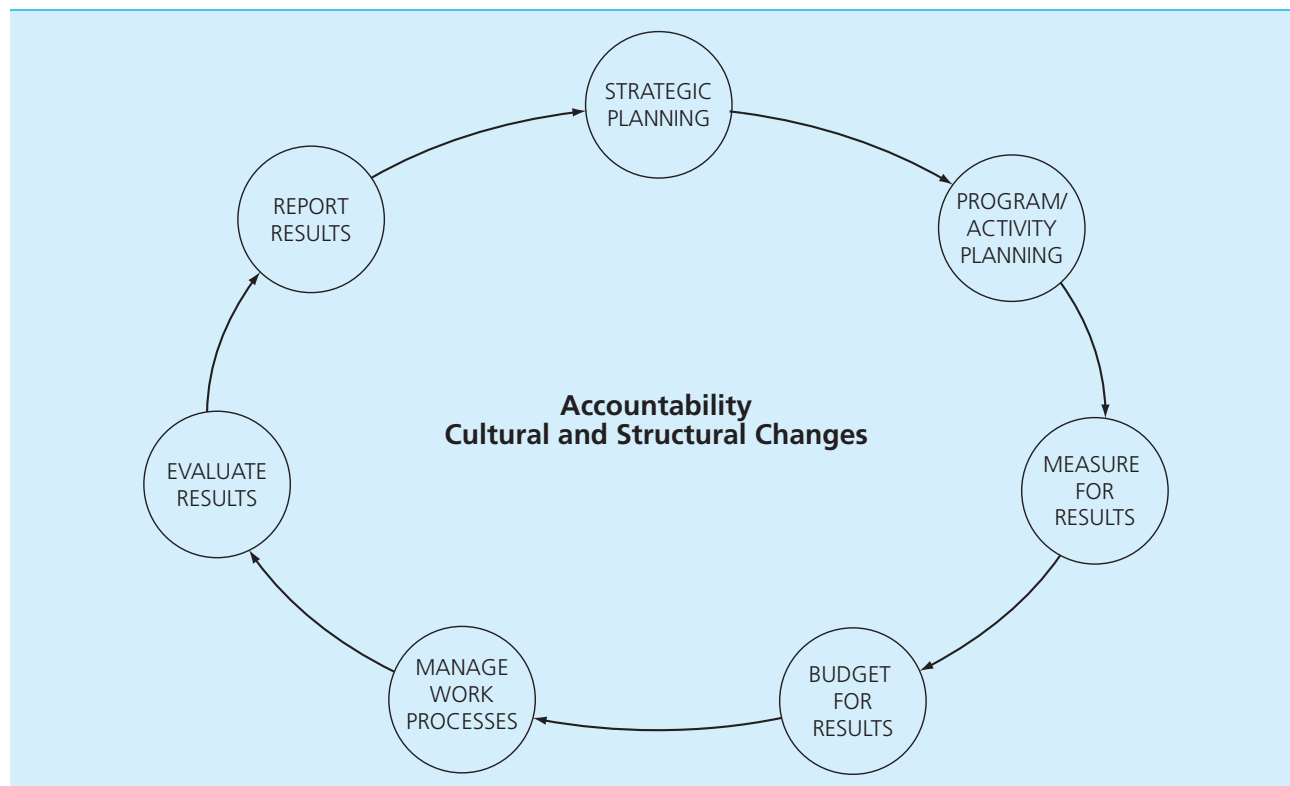 STRATEGIC
PLANNING
PROGRAM/
ACTIVITY
PLANNING
MEASURE
FOR
RESULTS
BUDGET
FOR
RESULTS
MANAGE
WORK
PROCESSES
EVALUATE
RESULTS
REPORT
RESULTS
Accountability
Cultural and Structural Changes